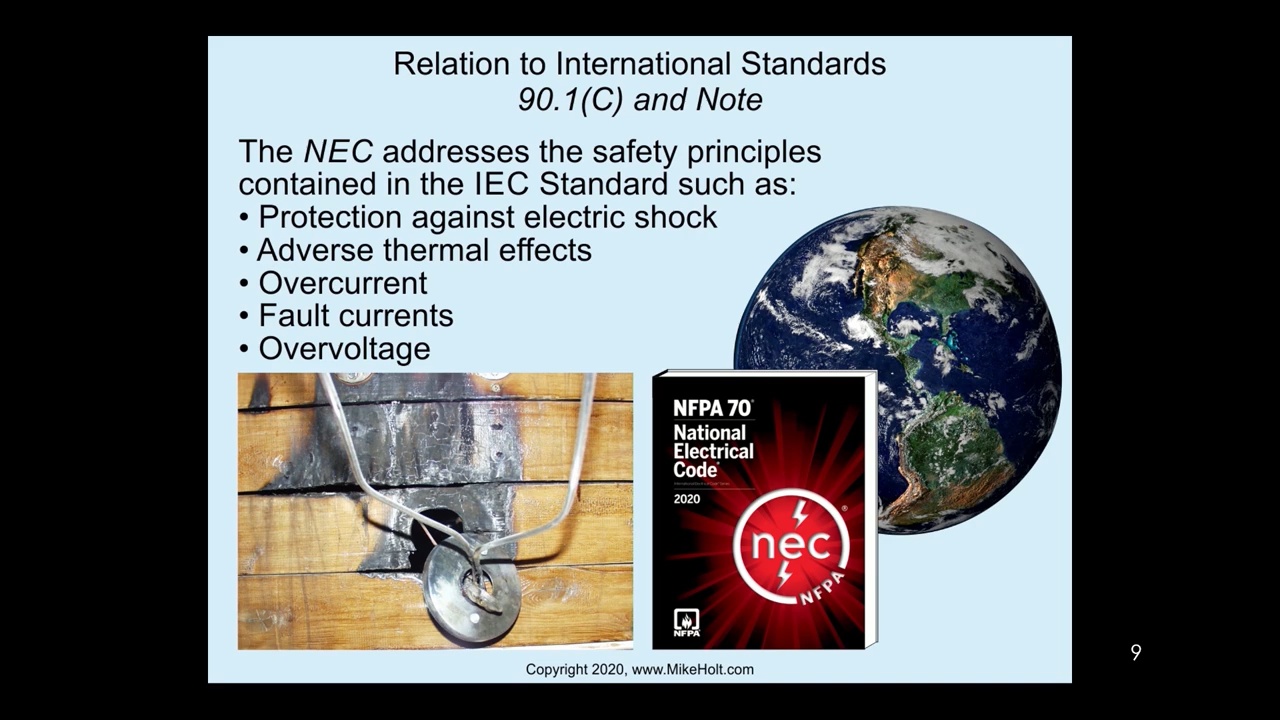 Relation to International Standards
90.1(C) and Note
The NEC addresses the safety principles
contained in the IEC Standard such as:
• Protection against electric shock
• Adverse thermal effects
• Overcurrent
• Fault currents
• Overvoltage
NFPA 70®
National
Electrical
Code®
2020
®
nec
NFPA
NFPA
Copyright 2020, www.MikeHolt.com
9